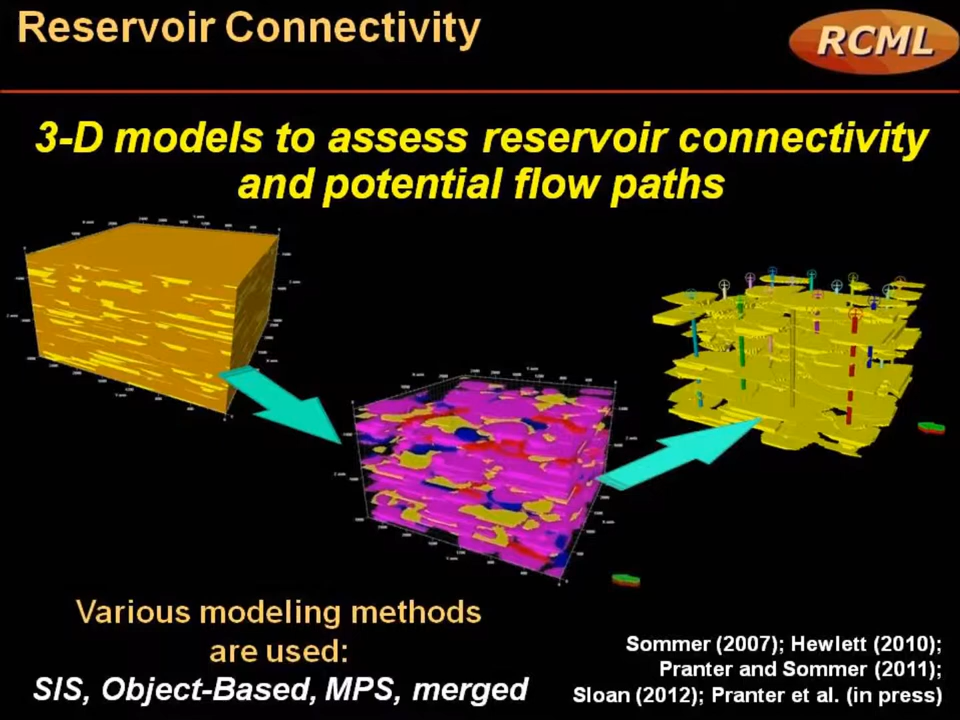 Reservoir Connectivity
RCML
3-D models to assess reservoir connectivity
and potential flow paths
Various modeling methods
are used:
SIS, Object-Based, MPS, merged
Sommer (2007); Hewlett (2010);
Pranter and Sommer (2011);
Sloan (2012); Pranter et al. (in press)